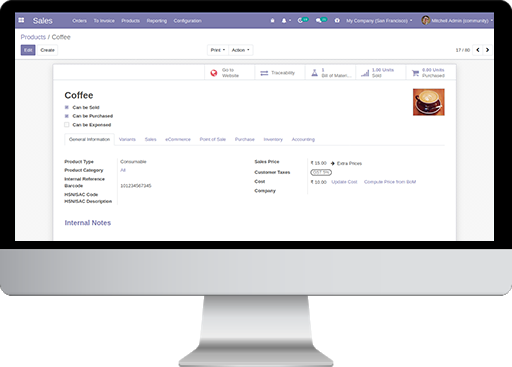 Sales Orders To Invoice Products Reporting Configuration My Company (San Francisco) Mitchell Admin (community)
Products / Coffee
Edit Create Print Action 17 / 80
Go to Website
Traceability
1 Bill of Materi...
1.00 Units Sold
Units Purchased
Coffee
Can be Sold
Can be Purchased
Can be Expensed
General Information Variants Sales eCommerce Point of Sale Purchase Inventory Accounting
Product Type Consumable
Product Category All
Internal Reference
Barcode 101234567345
HSN/SAC Code
HSN/SAC Description
Sales Price ₹ 15.00 Extra Prices
Customer Taxes
Cost ₹ 10.00 Update Cost Compute Price from BoM
Company
Internal Notes